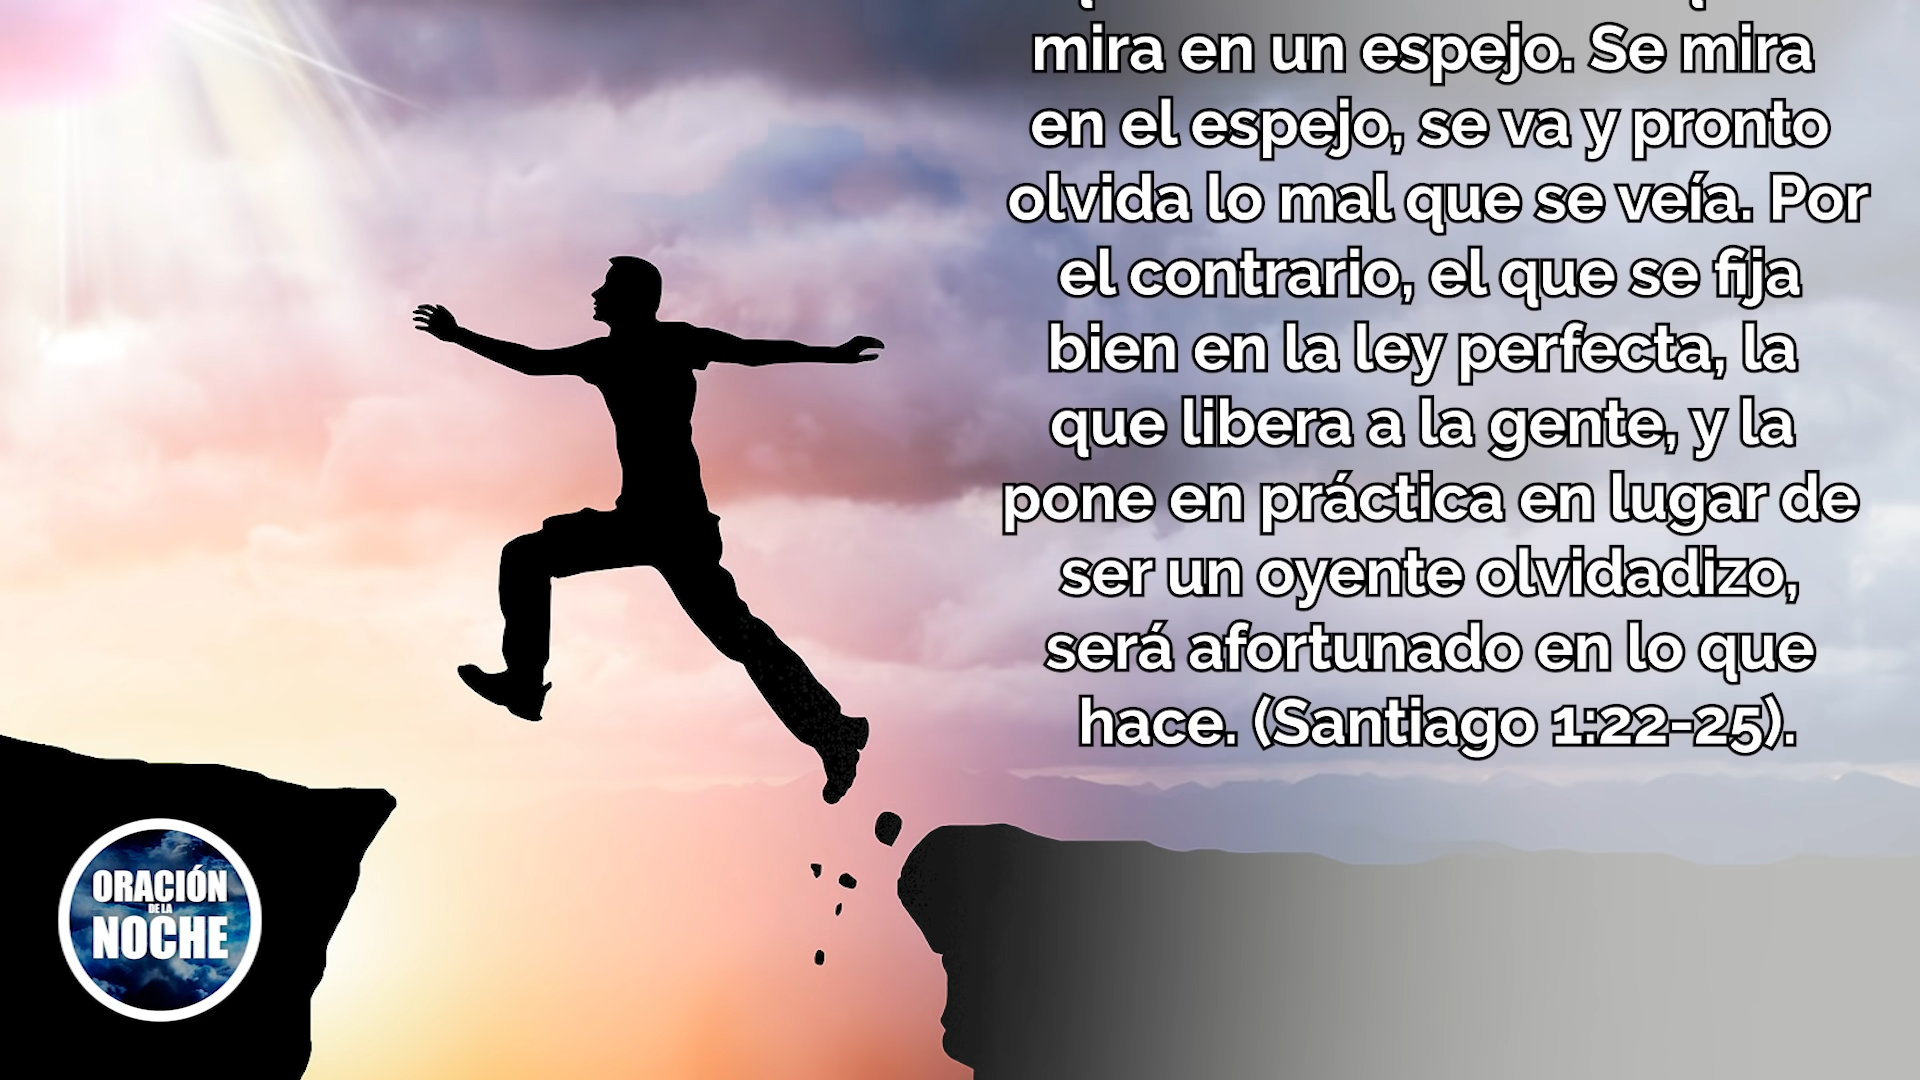 mira en un espejo. Se mira
en el espejo, se va y pronto
olvida lo mal que se veía. Por
el contrario, el que se fija
bien en la ley perfecta, la
que libera a la gente, y la
pone en práctica en lugar de
ser un oyente olvidadizo,
será afortunado en lo que
hace. (Santiago 1:22-25).
ORACIÓN
DE LA
NOCHE